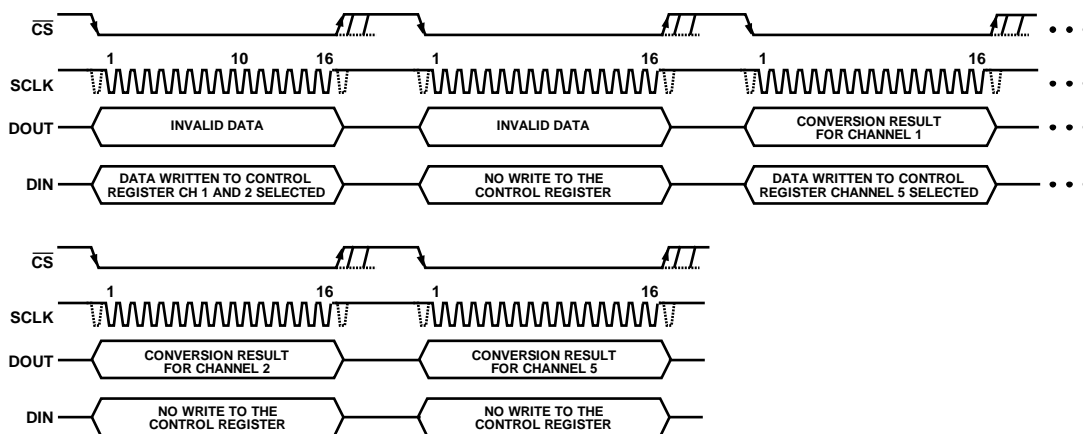 CS
1 10 16 1 16 1 16
SCLK
DOUT INVALID DATA INVALID DATA CONVERSION RESULT
FOR CHANNEL 1
DIN DATA WRITTEN TO CONTROL
REGISTER CH 1 AND 2 SELECTED
NO WRITE TO THE
CONTROL REGISTER
DATA WRITTEN TO CONTROL
REGISTER CHANNEL 5 SELECTED
CS
1 16 1 16
SCLK
DOUT CONVERSION RESULT
FOR CHANNEL 2
CONVERSION RESULT
FOR CHANNEL 5
DIN NO WRITE TO THE
CONTROL REGISTER
NO WRITE TO THE
CONTROL REGISTER